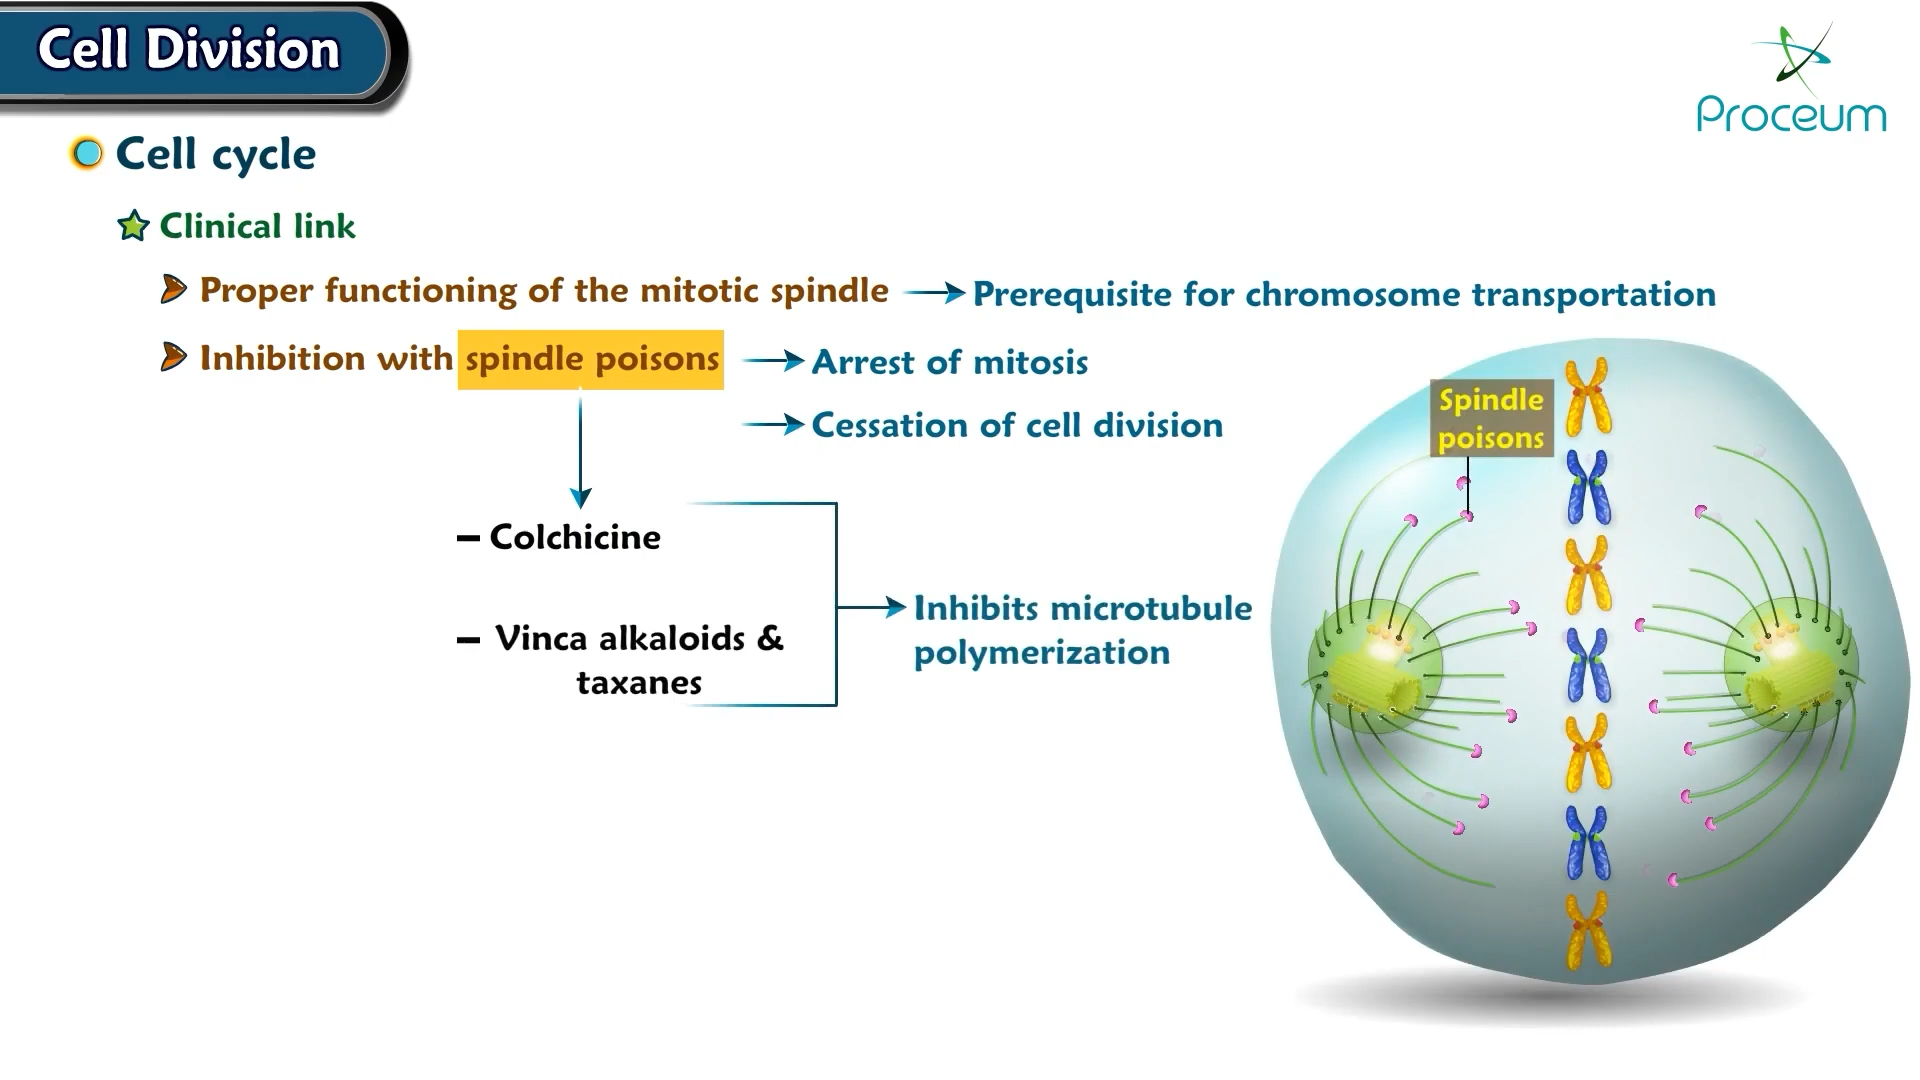 Cell Division
Proceum
Cell cycle
Clinical link
Proper functioning of the mitotic spindle → Prerequisite for chromosome transportation
Inhibition with spindle poisons → Arrest of mitosis
→ Cessation of cell division
Spindle
poisons
– Colchicine
– Vinca alkaloids &
taxanes
Inhibits microtubule
polymerization